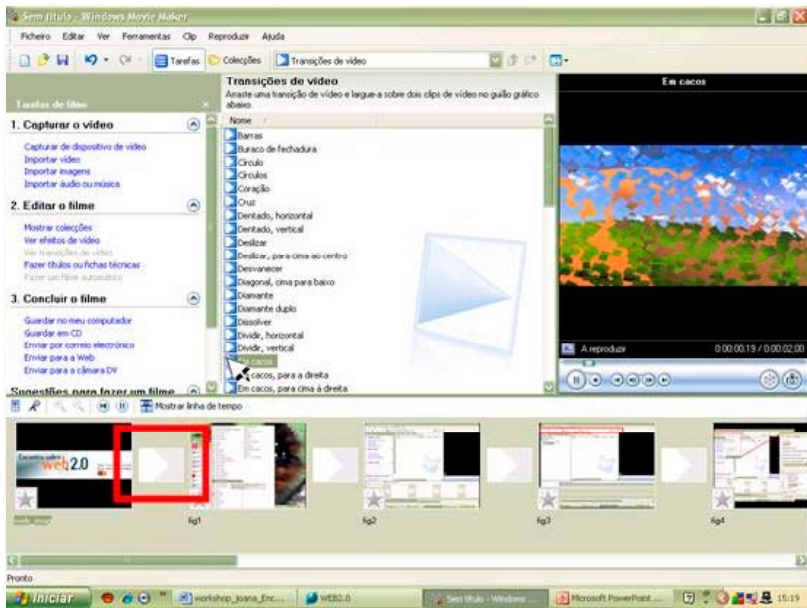 Sem título - Windows Movie Maker
Ficheiro Editar Ver Ferramentas Clip Reproduzir Ajuda
Tarefas Colecções Transições de vídeo
Tarefas de filme
1. Capturar o vídeo
Capturar de dispositivo de vídeo
Importar vídeo
Importar imagens
Importar áudio ou música
2. Editar o filme
Mostrar colecções
Ver efeitos de vídeo
Ver transições de vídeo
Fazer títulos ou fichas técnicas
Fazer um filme automático
3. Concluir o filme
Guardar no meu computador
Guardar em CD
Enviar por correio electrónico
Enviar para a Web
Enviar para a câmara DV
Sugestões para fazer um filme
Transições de vídeo
Arraste uma transição de vídeo e largue-a sobre dois clips de vídeo no guião gráfico
abaixo.
Nome
Barras
Buraco de fechadura
Círculo
Círculos
Coração
Cruz
Dentado, horizontal
Dentado, vertical
Deslizar
Deslizar, para cima ao centro
Desvanecer
Diagonal, cima para baixo
Diamante
Diamante duplo
Dissolver
Dividir, horizontal
Dividir, vertical
Em cacos
cacos, para a direita
Em cacos, para cima à direita
Em cacos
A reproduzir 0:00:00,19 / 0:00:02,00
Mostrar linha de tempo
Encontro sobre
web 2.0
fig1 fig2 fig3 fig4
Pronto
Iniciar workshop_Joana_Enc... WEB2.0 Sem título - Windows ... Microsoft PowerPoint ... 15:19